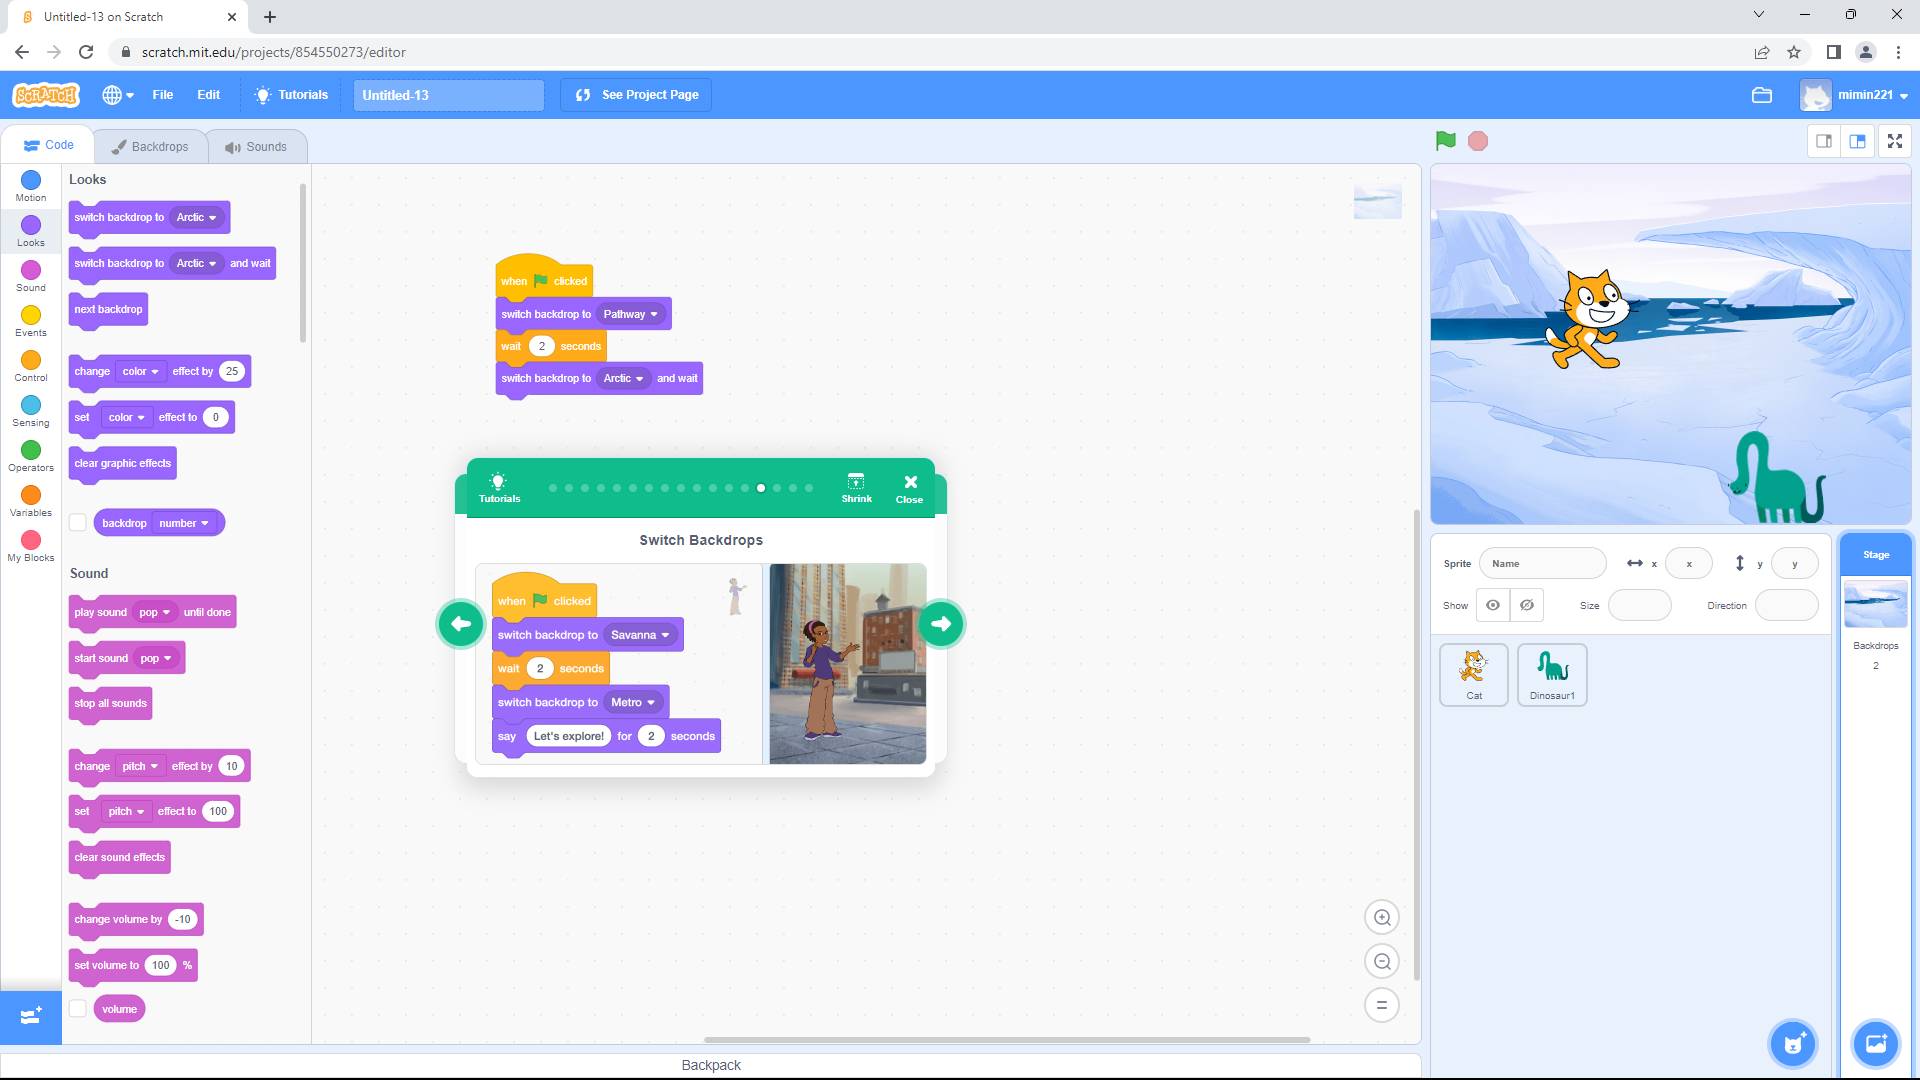 Untitled-13 on Scratch
scratch.mit.edu/projects/854550273/editor
SCRATCH
File
Edit
Tutorials
Untitled-13
See Project Page
mimin221
Code
Backdrops
Sounds
Motion
Looks
Sound
Events
Control
Sensing
Operators
Variables
My Blocks
Looks
switch backdrop to Arctic
switch backdrop to Arctic and wait
next backdrop
change color effect by 25
set color effect to 0
clear graphic effects
backdrop number
Sound
play sound pop until done
start sound pop
stop all sounds
change pitch effect by 10
set pitch effect to 100
clear sound effects
change volume by -10
set volume to 100 %
volume
when clicked
switch backdrop to Pathway
wait 2 seconds
switch backdrop to Arctic and wait
Tutorials
Shrink
Close
Switch Backdrops
when clicked
switch backdrop to Savanna
wait 2 seconds
switch backdrop to Metro
say Let's explore! for 2 seconds
Backpack
Sprite Name x x y y
Show Size Direction
Cat
Dinosaur1
Stage
Backdrops
2